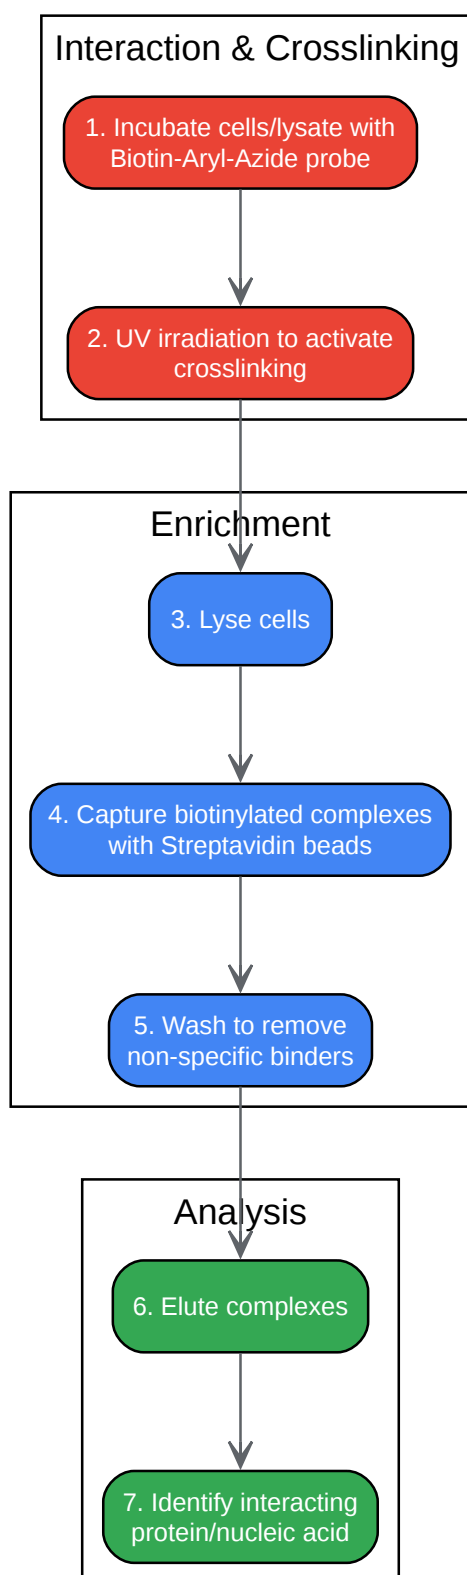 Interaction & Crosslinking
1. Incubate cells/lysate with
Biotin-Aryl-Azide probe
2. UV irradiation to activate
crosslinking
Enrichment
3. Lyse cells
4. Capture biotinylated complexes
with Streptavidin beads
5. Wash to remove
non-specific binders
Analysis
6. Elute complexes
7. Identify interacting
protein/nucleic acid